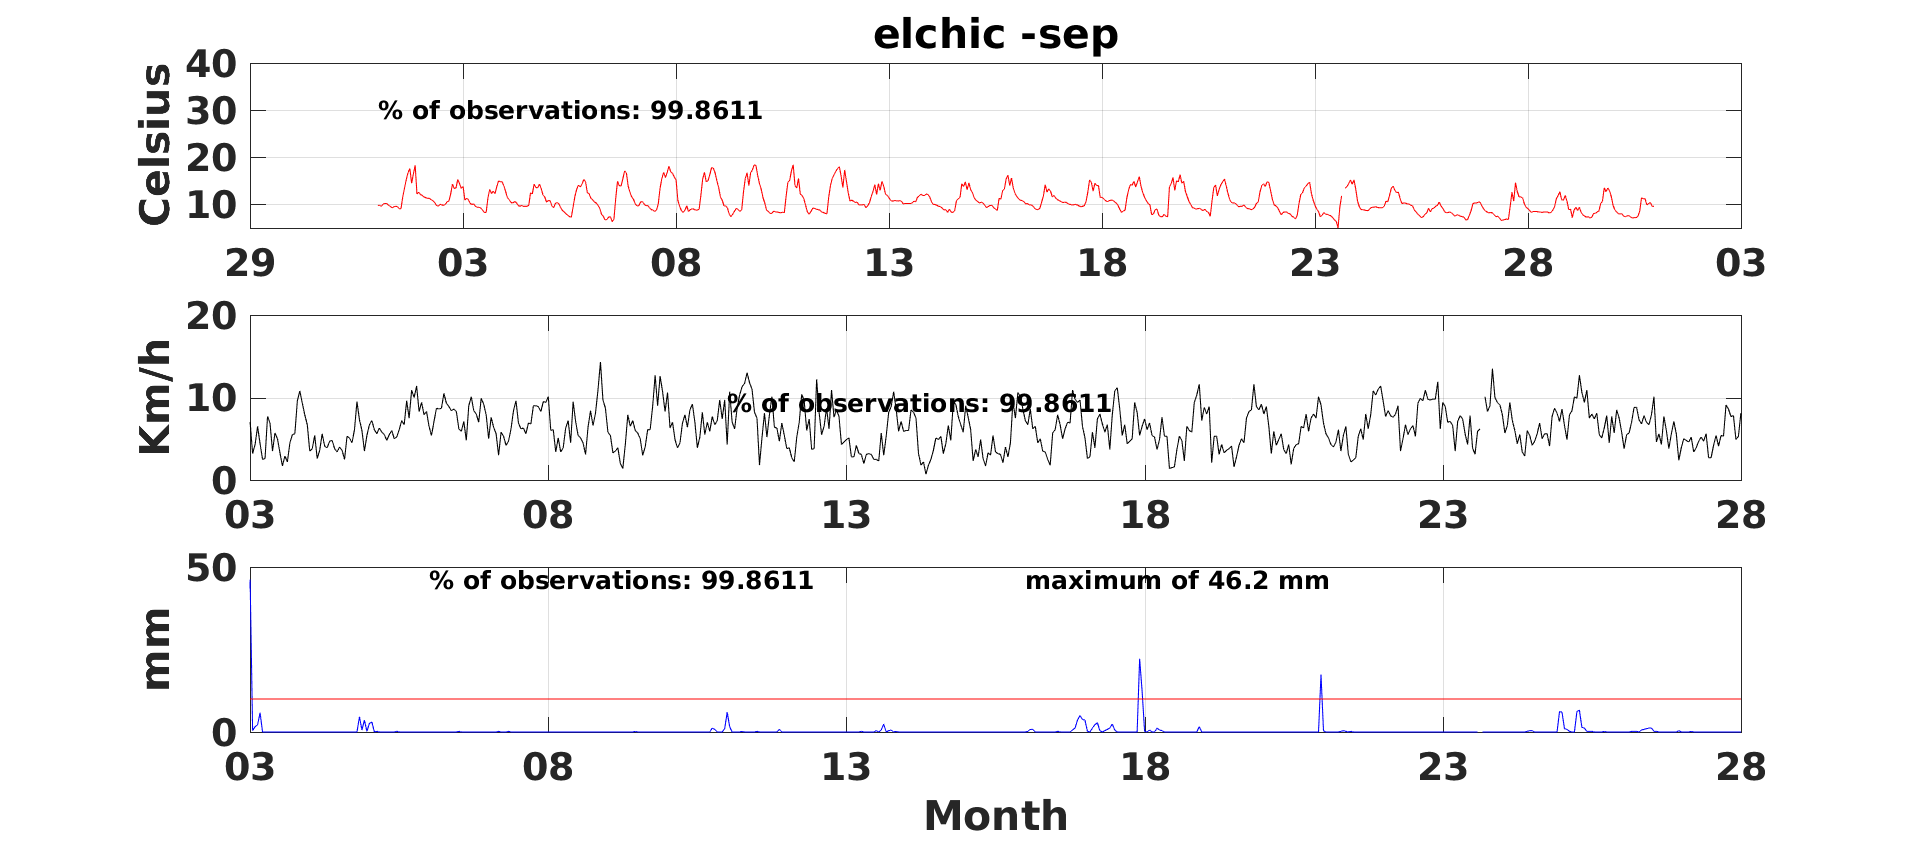 elchic -sep
Celsius
40
30
20
10
% of observations: 99.8611
29 03 08 13 18 23 28 03
Km/h
20
10
0
% of observations: 99.8611
03 08 13 18 23 28
mm
50
0
% of observations: 99.8611 maximum of 46.2 mm
03 08 13 18 23 28
Month